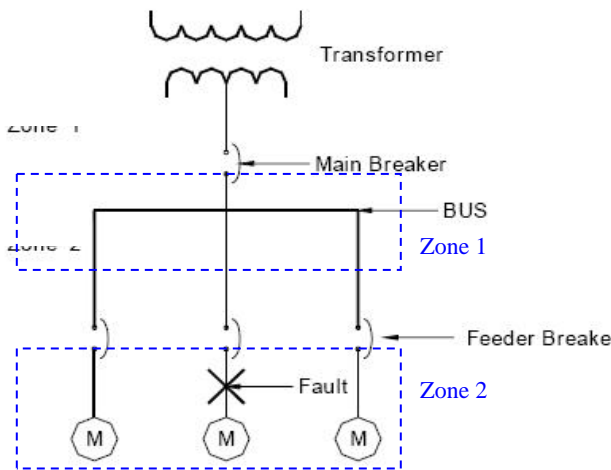 Transformer
Main Breaker
BUS
Zone 1
Feeder Breake
Fault
Zone 2
M
M
M